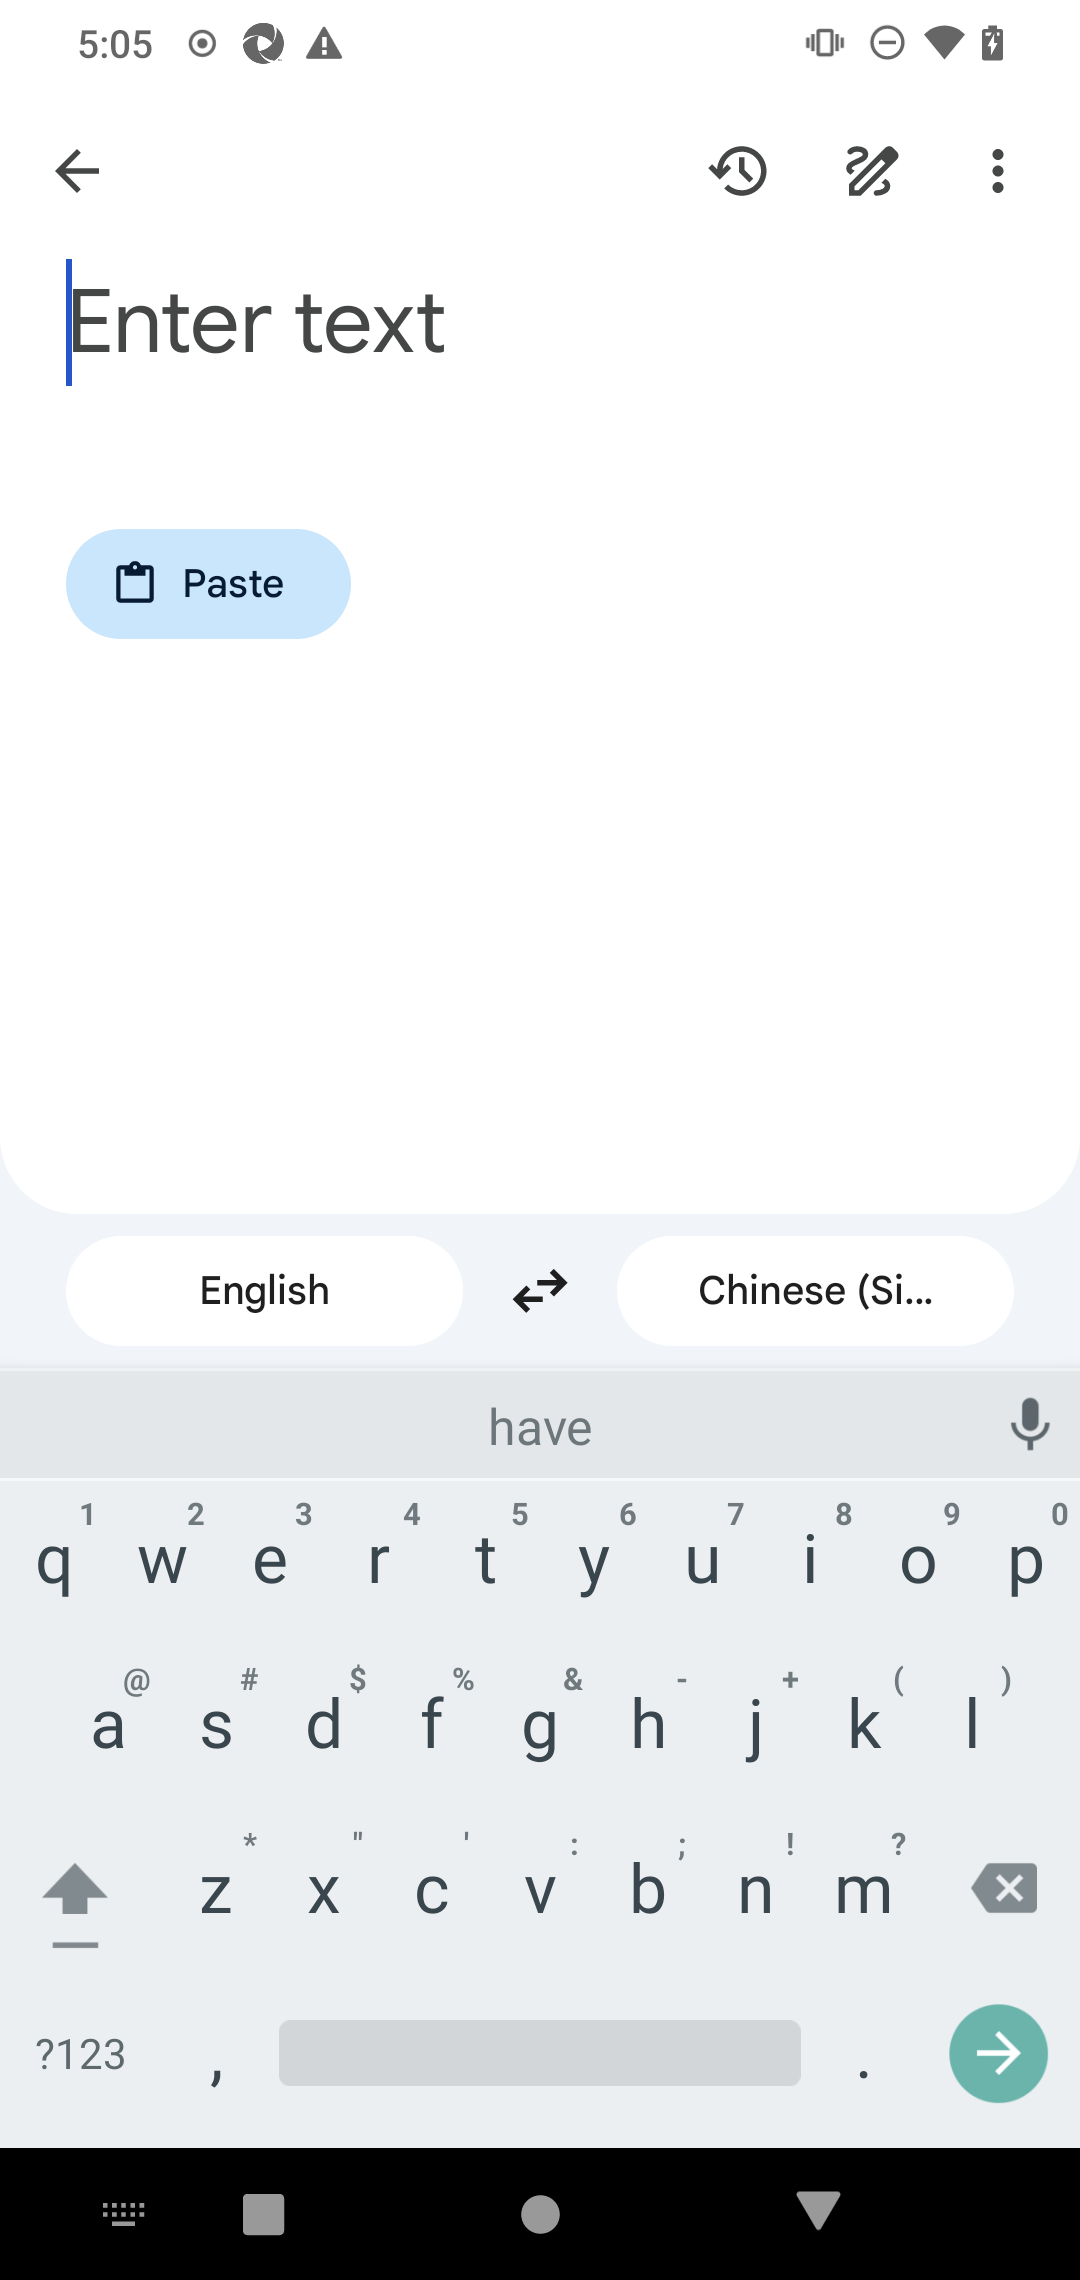 5:05
Enter text
Paste
English
Chinese (Si...
have
1 2 3 4 5 6 7 8 9 0
q w e r t y u i o p
@ # $ % & - + ( )
a s d f g h j k l
* " ' : ; ! ?
z x c v b n m
?123 , .